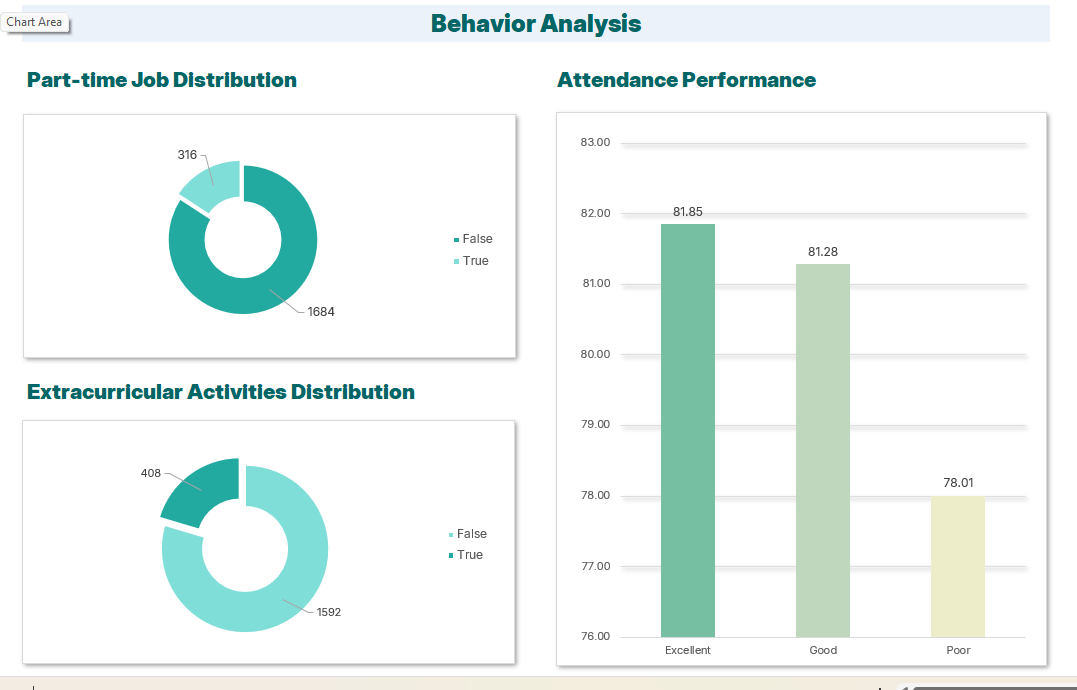 Chart Area
Behavior Analysis
Part-time Job Distribution
316
1684
False
True
Extracurricular Activities Distribution
408
1592
False
True
Attendance Performance
83.00
82.00
81.00
80.00
79.00
78.00
77.00
76.00
81.85
81.28
78.01
Excellent
Good
Poor